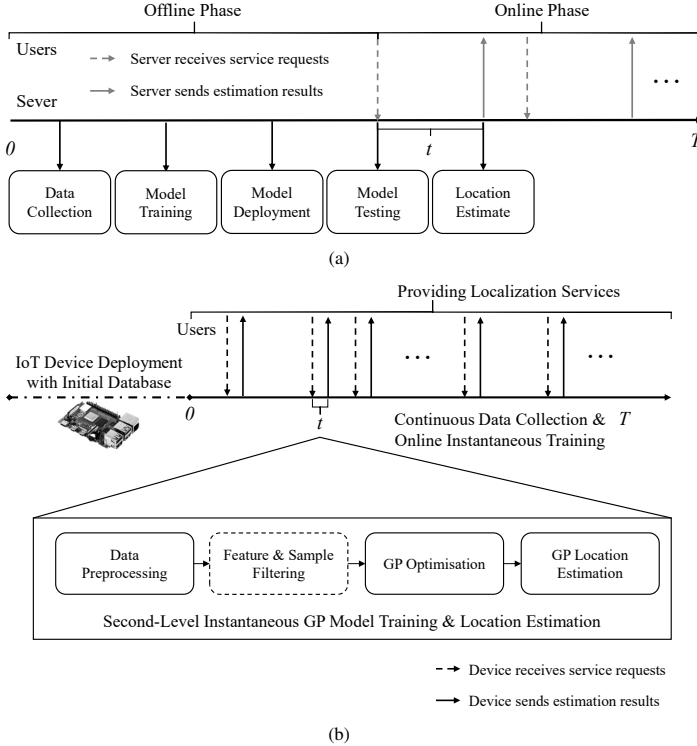 Offline Phase
Online Phase
Users
Server receives service requests
Server sends estimation results
Sever
...
0
t
T
Data
Collection
Model
Training
Model
Deployment
Model
Testing
Location
Estimate
(a)
Providing Localization Services
Users
IoT Device Deployment
with Initial Database
...
...
0
t
Continuous Data Collection &
Online Instantaneous Training
T
Data
Preprocessing
Feature & Sample
Filtering
GP Optimisation
GP Location
Estimation
Second-Level Instantaneous GP Model Training & Location Estimation
Device receives service requests
Device sends estimation results
(b)